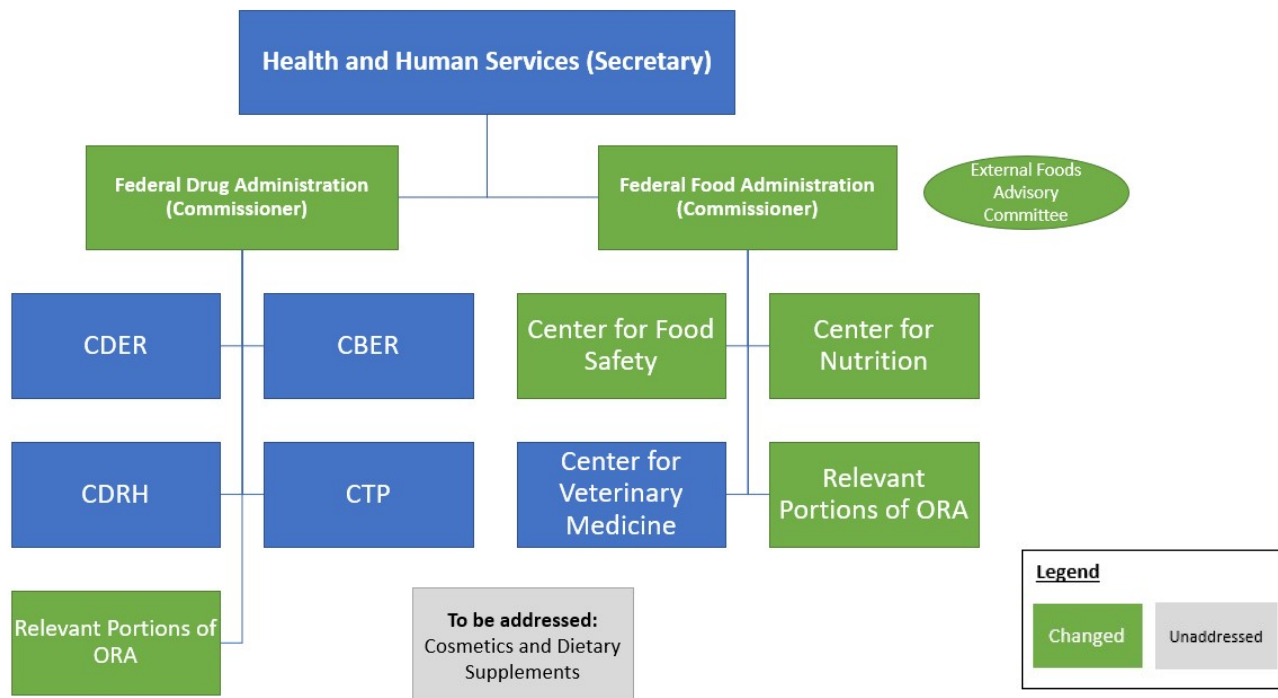 Health and Human Services (Secretary)
Federal Drug Administration
(Commissioner)
Federal Food Administration
(Commissioner)
External Foods
Advisory
Committee
CDER
CBER
Center for Food
Safety
Center for
Nutrition
CDRH
CTP
Center for
Veterinary
Medicine
Relevant
Portions of ORA
Relevant Portions of
ORA
To be addressed:
Cosmetics and Dietary
Supplements
Legend
Changed
Unaddressed